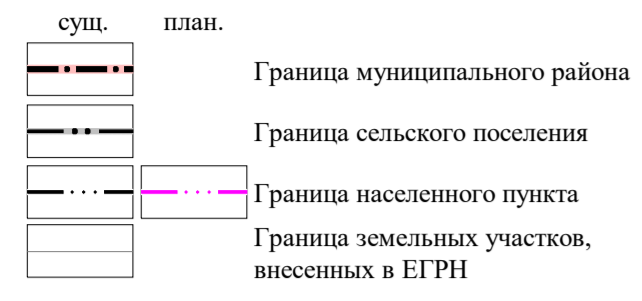 сущ. план.
Граница муниципального района
Граница сельского поселения
Граница населенного пункта
Граница земельных участков,
внесенных в ЕГРН